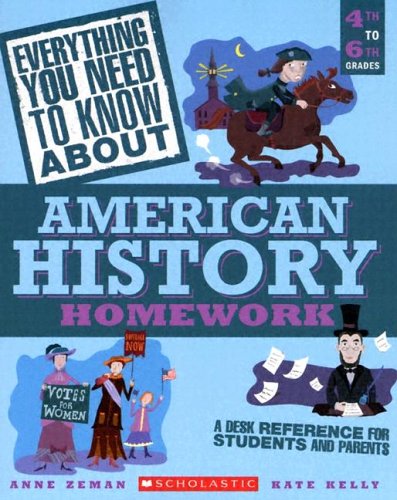 EVERYTHING
YOU NEED
TO KNOW
ABOUT
4TH
TO
6TH
GRADES
AMERICAN
HISTORY
HOMEWORK
SUFFRAGE
NOW
VOTES
FOR
WOMEN
A DESK REFERENCE FOR
STUDENTS AND PARENTS
ANNE ZEMAN
SCHOLASTIC
KATE KELLY